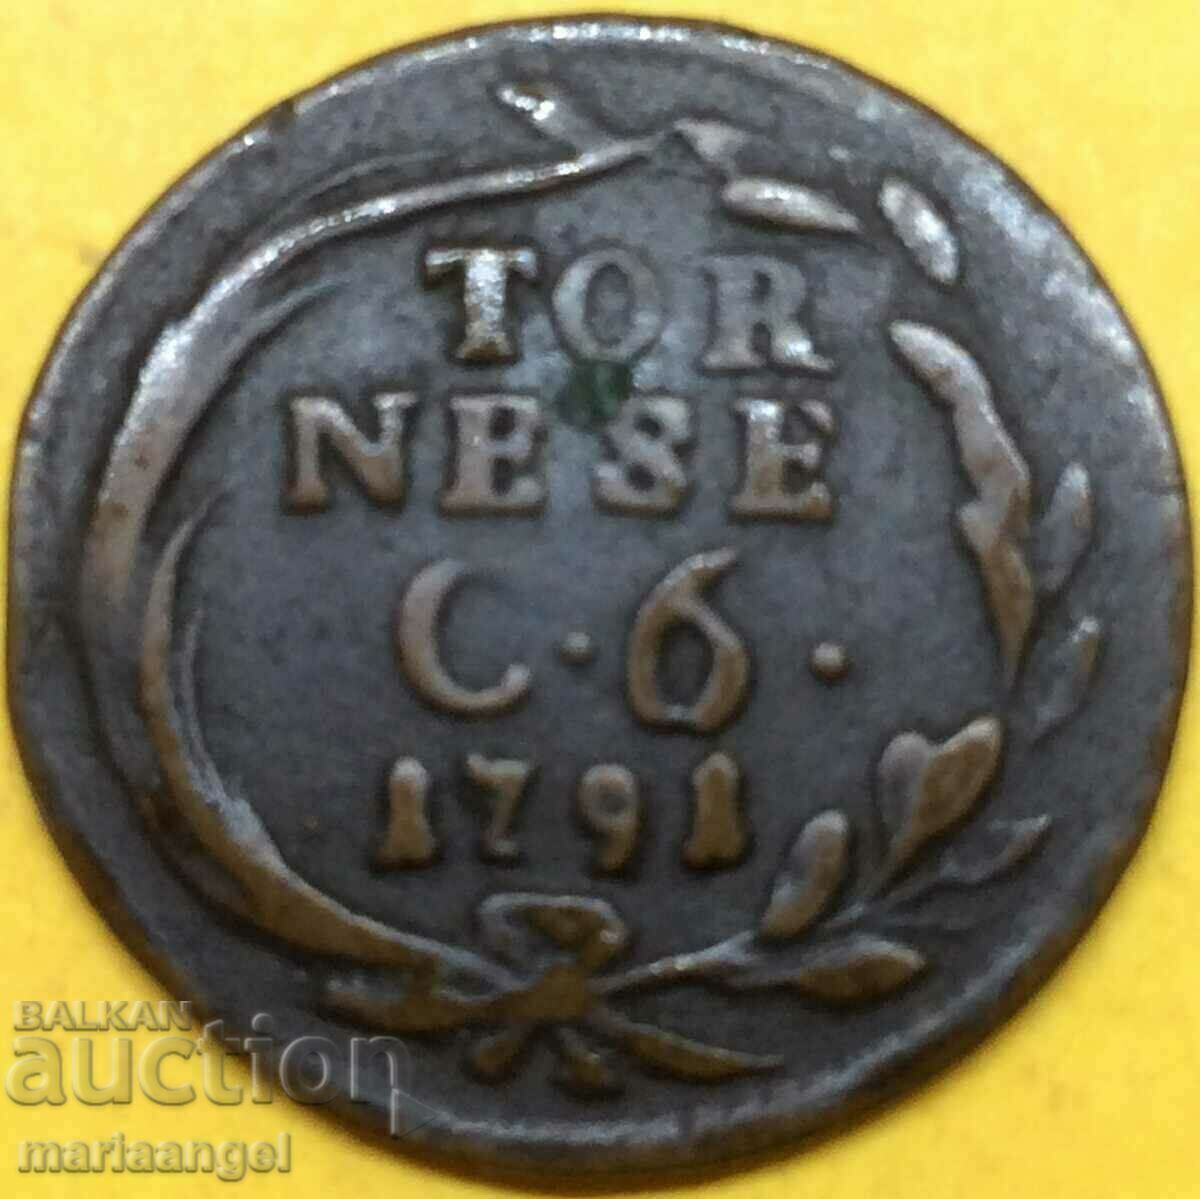 TOR
NESE
C · 6 ·
1791
BALKAN
auction
mariaangel